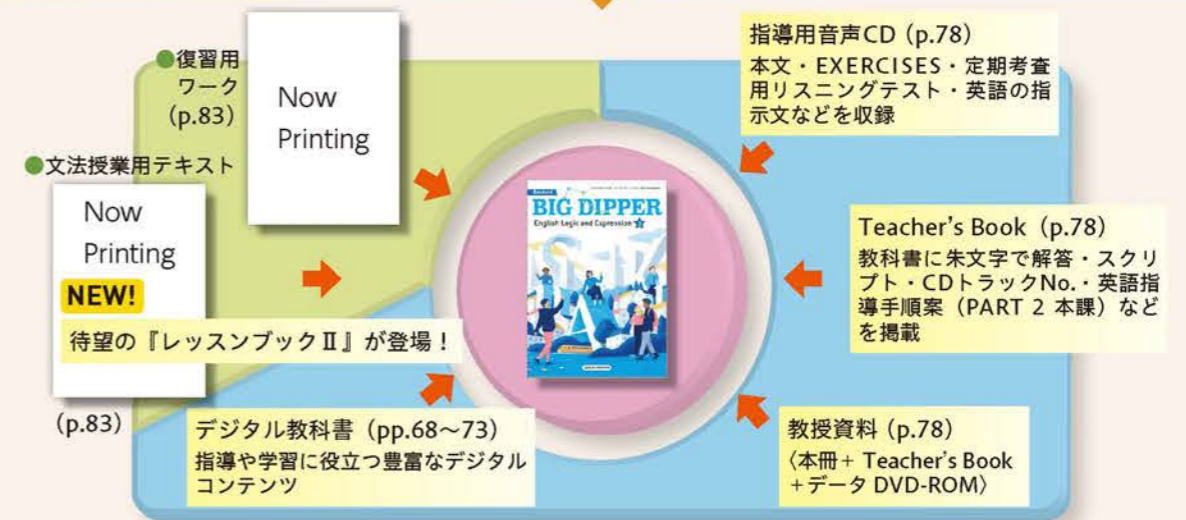 ●復習用
ワーク
(p.83)
Now
Printing
●文法授業用テキスト
Now
Printing
NEW!
待望の『レッスンブックⅡ』が登場！
(p.83)
デジタル教科書（pp.68〜73）
指導や学習に役立つ豊富なデジタル
コンテンツ
BIG DIPPER
English Logic and Expression
指導用音声CD（p.78）
本文・EXERCISES・定期考査
用リスニングテスト・英語の指
示文などを収録
Teacher's Book（p.78）
教科書に朱文字で解答・スクリ
プト・CDトラックNo.・英語指
導手順案（PART 2 本課）など
を掲載
教授資料（p.78）
〈本冊＋ Teacher's Book
＋データ DVD-ROM〉